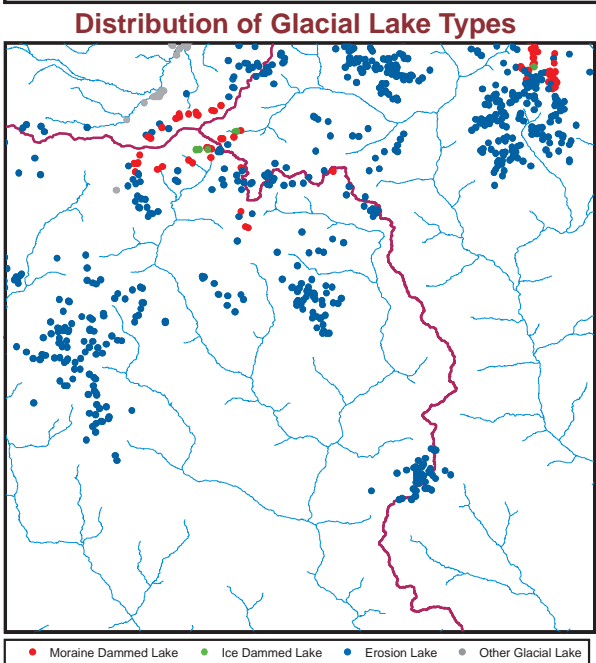 Distribution of Glacial Lake Types
Moraine Dammed Lake Ice Dammed Lake Erosion Lake Other Glacial Lake